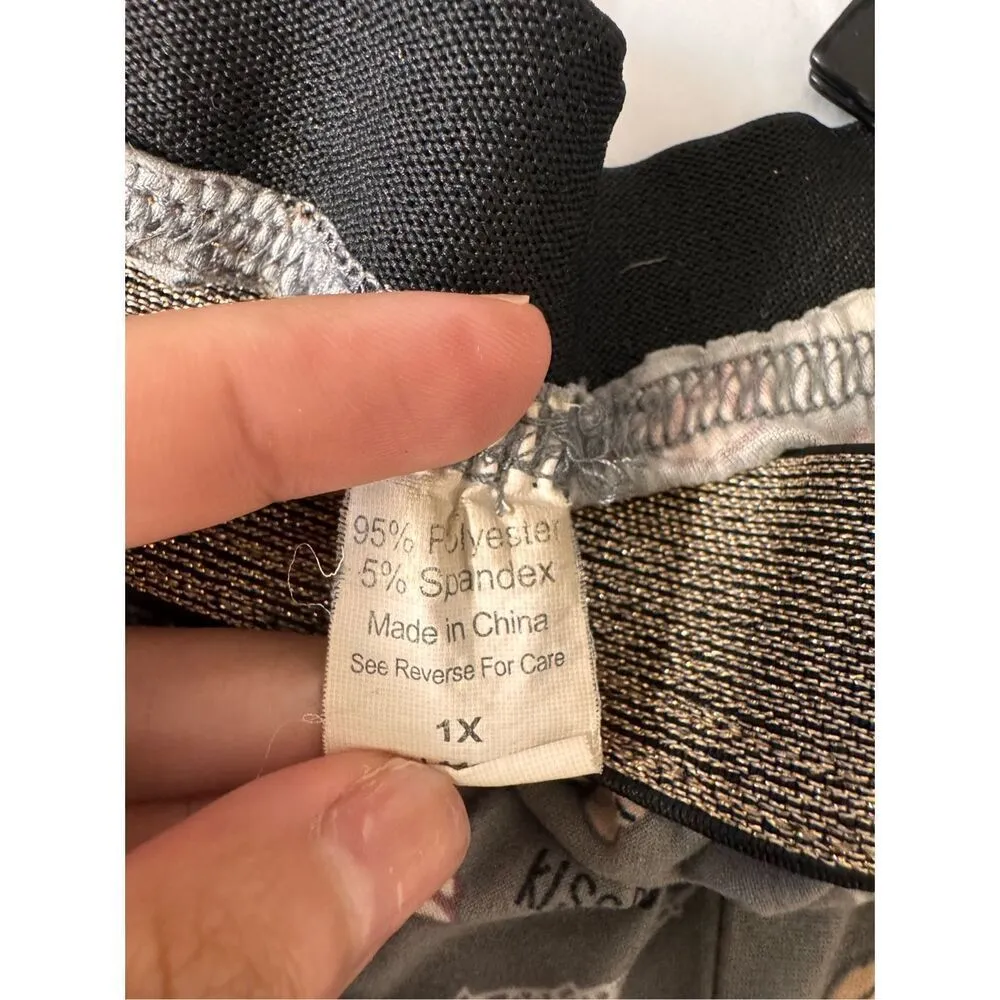 95% Polyester
5% Spandex
Made in China
See Reverse For Care
1X